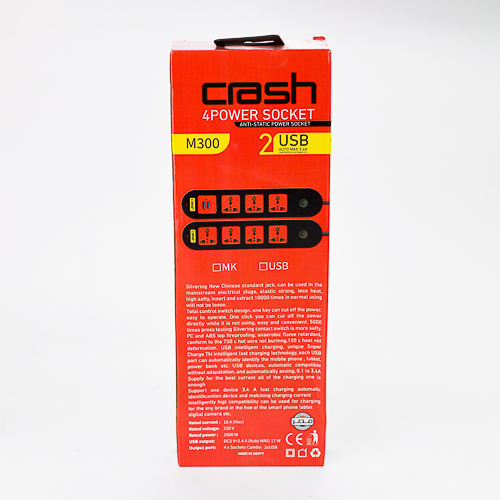 crash
4POWER SOCKET
ANTI-STATIC POWER SOCKET
M300
2 USB
AUTO MAX 3.4A
MK
USB
Silvering New Chinese standard jack, can be used in the
mainstream electrical plugs, elastic strong, less heat,
high safty, insert and extract 10000 times in normal using
will not be loose.
Total control switch design, one key can cut off the power,
easy to operate. One click you can cut off the power
directly while it is not using, easy and convenient. 5000
times press testing Silvering contact switch is more safty,
PC and ABS top fireproofing, anaerobic flame retardant,
conform to the 750 c hot wire not burning,100 c heat not
deformation. USB intelligent charging, unique Super
Charge TM intelligent fast charging technology, each USB
port can automatically identify the mobile phone , tablet,
power bank etc, USB devices, automatic compatible
without adapatation, and automatically assing, 0.1 to 3.4A
Supply for the best current all of the charging one is
enough
Support one device 3.4 A fast charging automatic
identificantion device and matching charging current
intelligently higt compatibility can be used for charging
for the any brand in the hoe of the smart phone tablet
digital camera etc.
Rated current : 10 A (Max)
Rated voltage: 250 V
Rated power : 2500 W
USB output: DC5 V=3.4 A (Auto MAX) 17 W
Output port: 4 x Sockets Combo 2xUSB
MADE IN EGYPT
CE